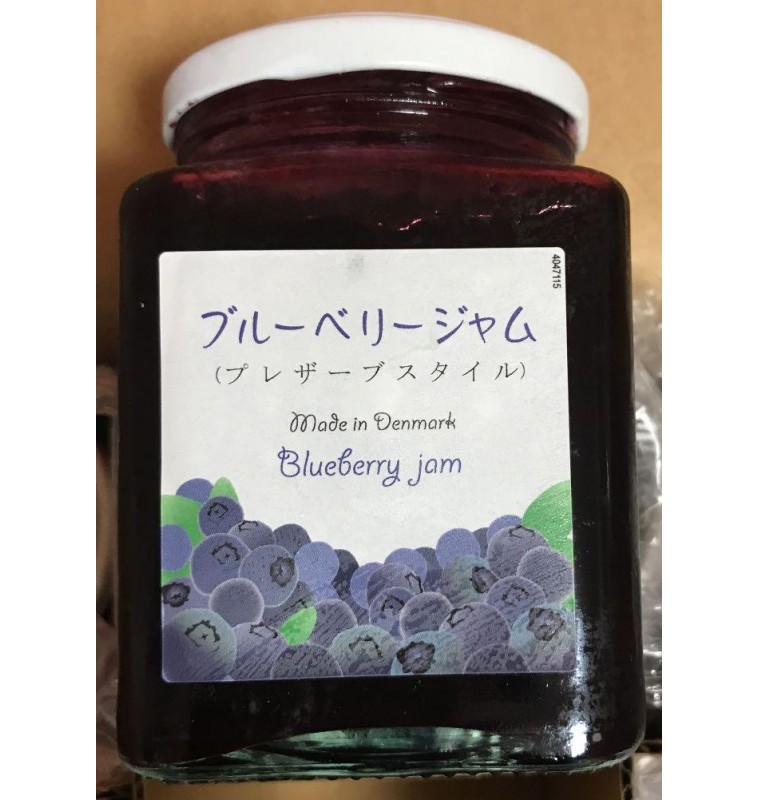 4047115
ブルーベリージャム
(プレザーブスタイル)
Made in Denmark
Blueberry jam